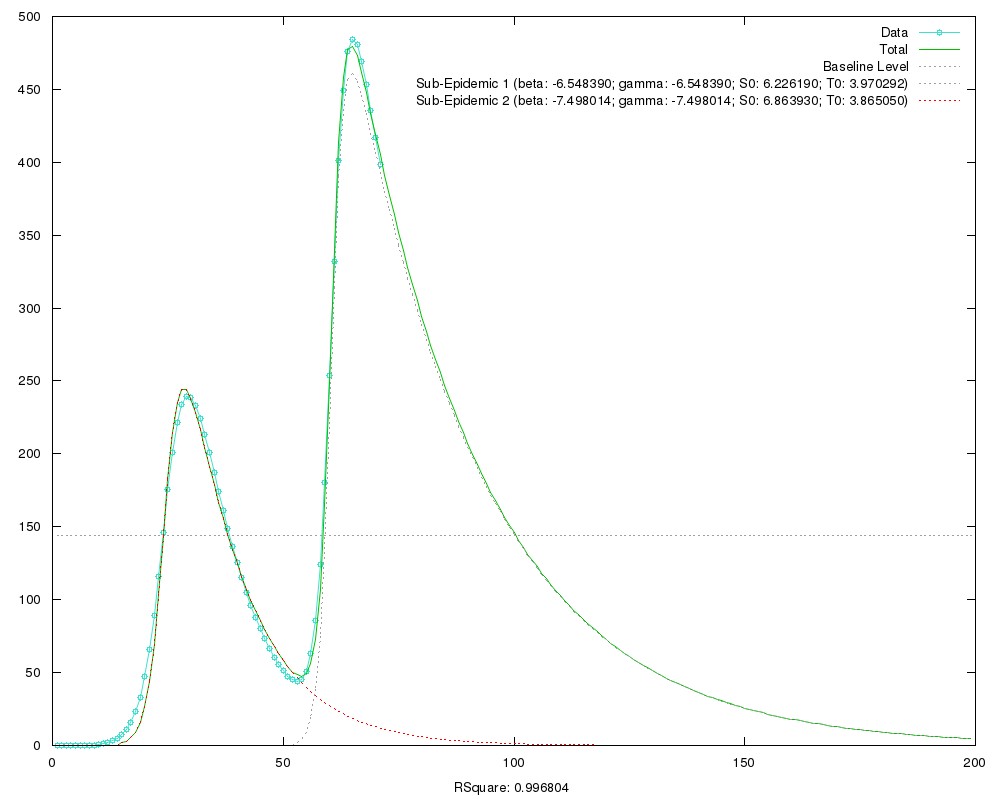 500
450
400
350
300
250
200
150
100
50
0
Data
Total
Baseline Level
Sub-Epidemic 1 (beta: -6.548390; gamma: -6.548390; S0: 6.226190; T0: 3.970292)
Sub-Epidemic 2 (beta: -7.498014; gamma: -7.498014; S0: 6.863930; T0: 3.865050)
0 50 100 150 200
RSquare: 0.996804